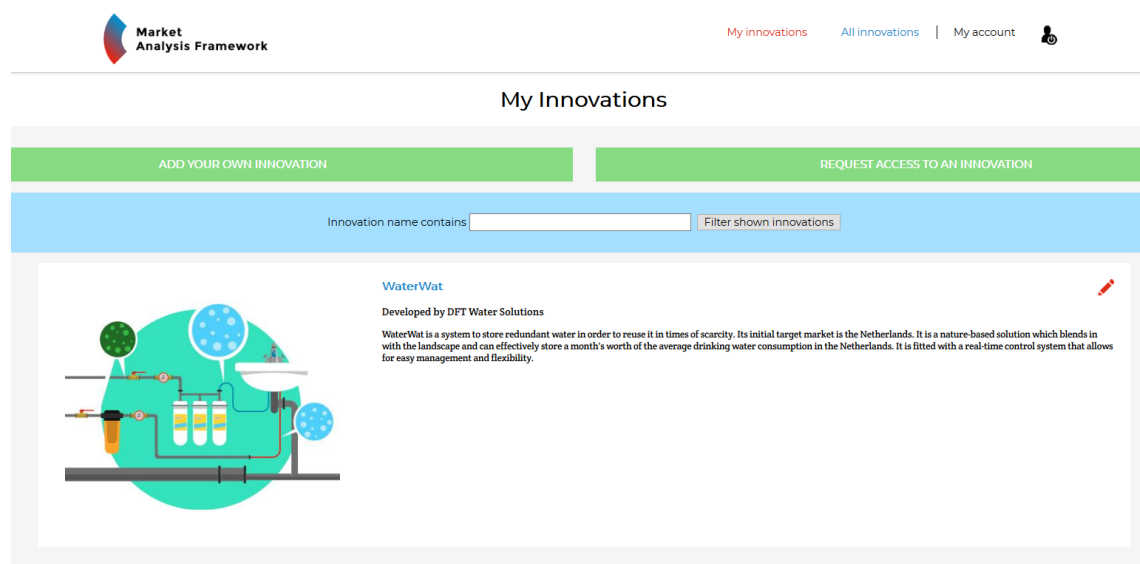 Market
Analysis Framework
My innovations All innovations | My account
My Innovations
ADD YOUR OWN INNOVATION
REQUEST ACCESS TO AN INNOVATION
Innovation name contains Filter shown innovations
WaterWat
Developed by DFT Water Solutions
WaterWat is a system to store redundant water in order to reuse it in times of scarcity. Its initial target market is the Netherlands. It is a nature-based solution which blends in
with the landscape and can effectively store a month's worth of the average drinking water consumption in the Netherlands. It is fitted with a real-time control system that allows
for easy management and flexibility.